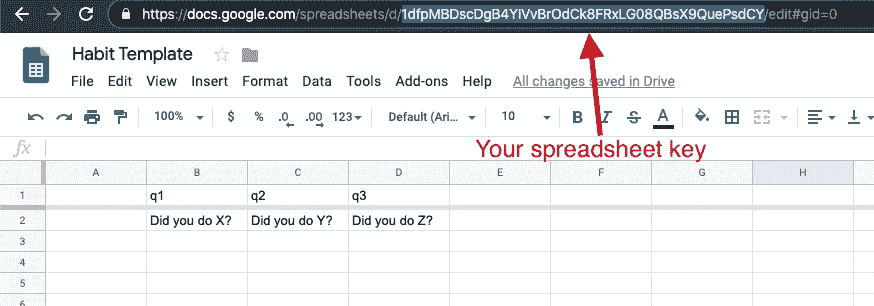 https://docs.google.com/spreadsheets/d/1dfpMBDscDgB4YlVvBrOdCk8FRxLG08QBsX9QuePsdCY/edit#gid=0
Habit Template
File Edit View Insert Format Data Tools Add-ons Help All changes saved in Drive
100% $ % .0 .00 123 Default (Ari... 10 B I S A
fx Your spreadsheet key
A B C D E F G H
1 q1 q2 q3
2 Did you do X? Did you do Y? Did you do Z?
3
4
5
6